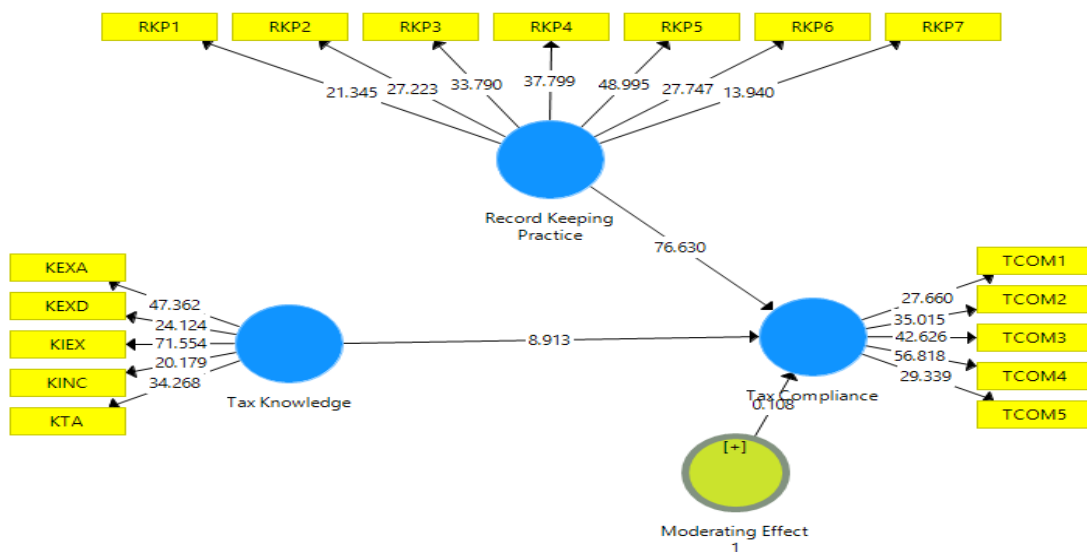 RKP1 RKP2 RKP3 RKP4 RKP5 RKP6 RKP7
21.345 27.223 33.790 37.799 48.995 27.747 13.940
Record Keeping
Practice
76.630
KEXA
KEXD
KIEX
KINC
KTA
47.362
24.124
71.554
20.179
34.268
Tax Knowledge
8.913
TCOM1
TCOM2
TCOM3
TCOM4
TCOM5
27.660
35.015
42.626
56.818
29.339
Tax Compliance
0.108
[+]
Moderating Effect
1